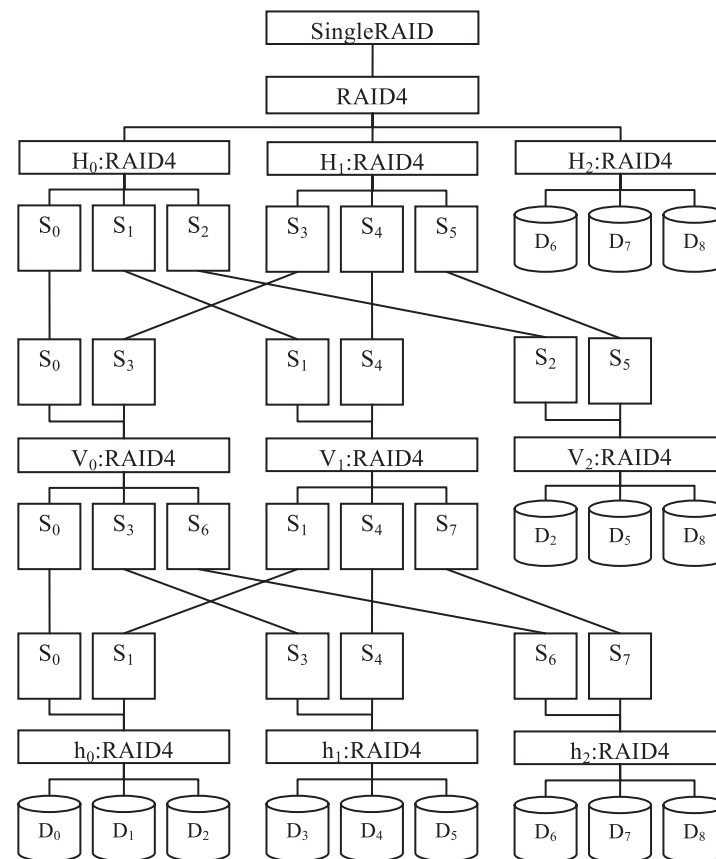 SingleRAID
RAID4
H₀:RAID4 H₁:RAID4 H₂:RAID4
S₀ S₁ S₂ S₃ S₄ S₅ D₆ D₇ D₈
S₀ S₃ S₁ S₄ S₂ S₅
V₀:RAID4 V₁:RAID4 V₂:RAID4
S₀ S₃ S₆ S₁ S₄ S₇ D₂ D₅ D₈
S₀ S₁ S₃ S₄ S₆ S₇
h₀:RAID4 h₁:RAID4 h₂:RAID4
D₀ D₁ D₂ D₃ D₄ D₅ D₆ D₇ D₈